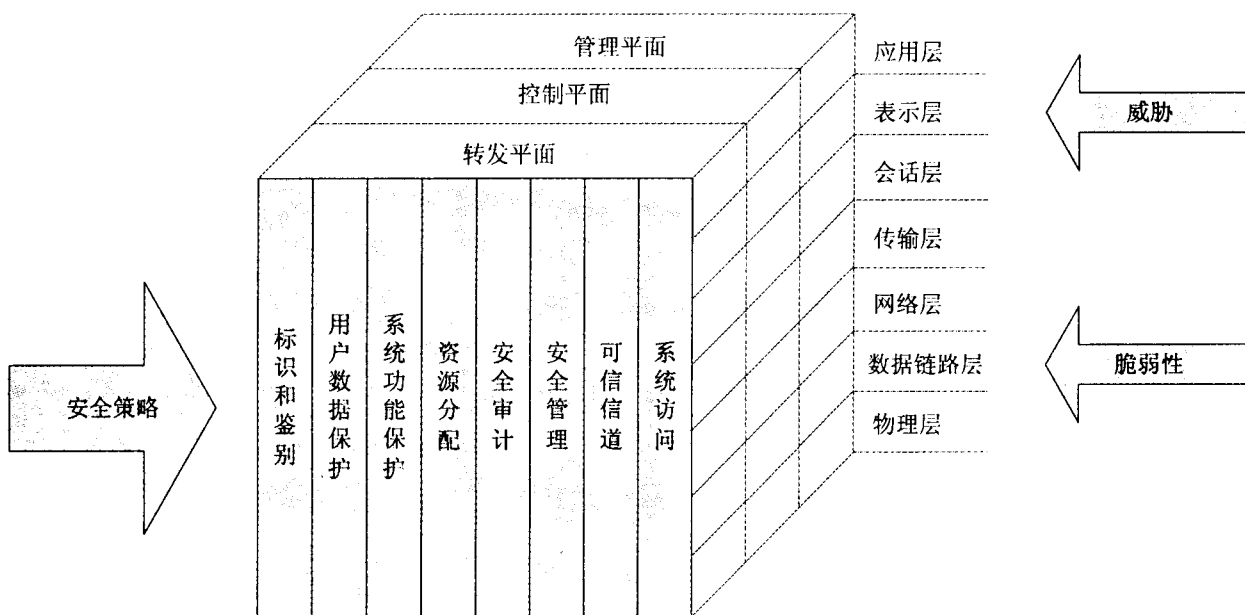 管理平面
控制平面
转发平面
应用层
表示层
会话层
传输层
网络层
数据链路层
物理层
威胁
脆弱性
安全策略
标识和鉴别
用户数据保护
系统功能保护
资源分配
安全审计
安全管理
可信信道
系统访问